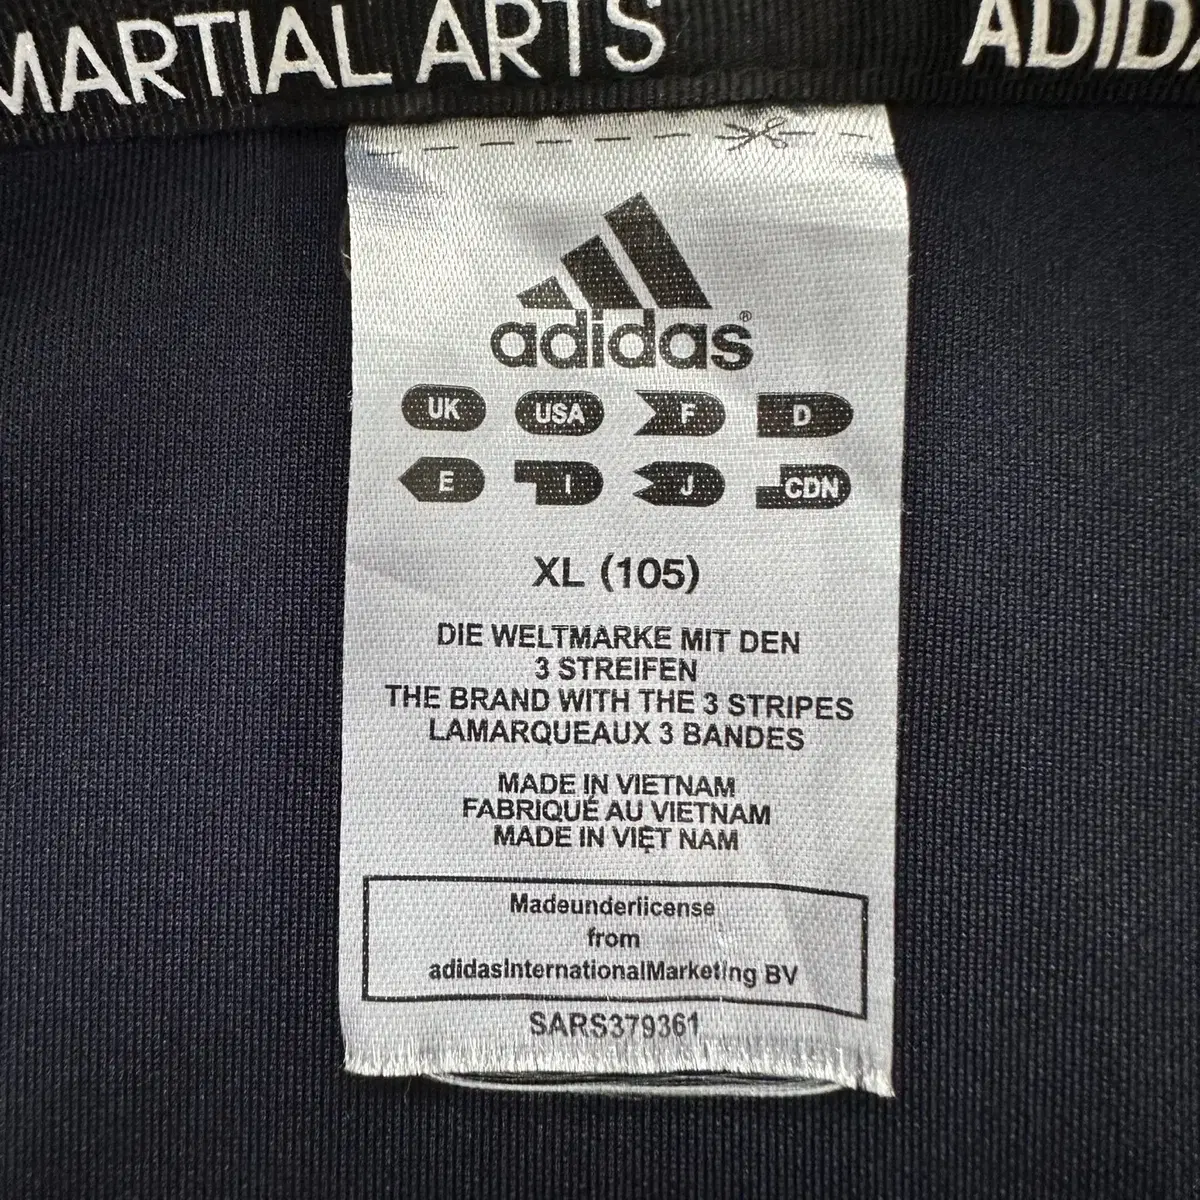 MARTIAL ARTS ADIDA
adidas®
UK USA F D
E I J CDN
XL (105)
DIE WELTMARKE MIT DEN
3 STREIFEN
THE BRAND WITH THE 3 STRIPES
LAMARQUEAUX 3 BANDES
MADE IN VIETNAM
FABRIQUÉ AU VIETNAM
MADE IN VIỆT NAM
Madeunderlicense
from
adidasInternationalMarketing BV
SARS379361